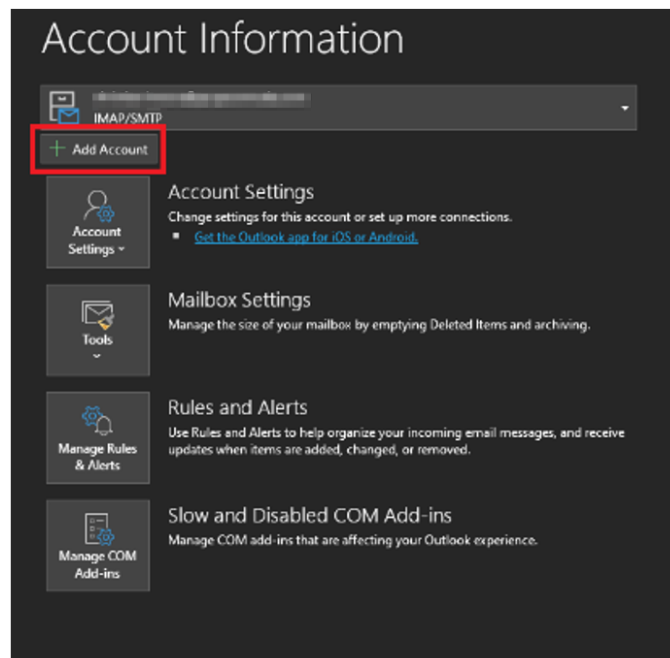 Account Information
IMAP/SMTP
Add Account
Account Settings
Change settings for this account or set up more connections.
Get the Outlook app for iOS or Android.
Account
Settings
Mailbox Settings
Manage the size of your mailbox by emptying Deleted Items and archiving.
Tools
Rules and Alerts
Use Rules and Alerts to help organize your incoming email messages, and receive
updates when items are added, changed, or removed.
Manage Rules
& Alerts
Slow and Disabled COM Add-ins
Manage COM add-ins that are affecting your Outlook experience.
Manage COM
Add-ins